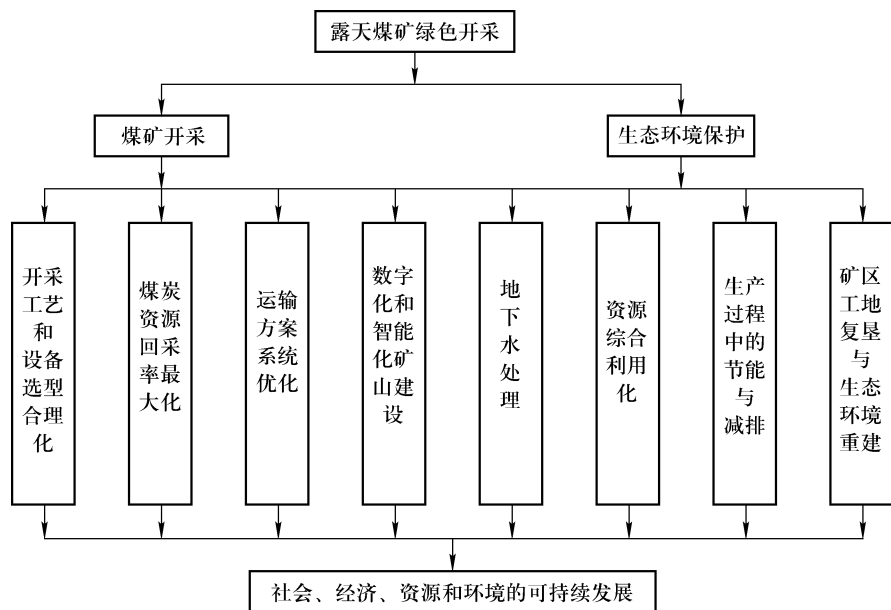 露天煤矿绿色开采
煤矿开采
生态环境保护
开采
工艺
和
设备
选型
合理
化
煤炭
资源
回采
率最
大化
运输
方案
系统
优化
数字
化和
智能
化矿
山建
设
地
下
水
处
理
资源
综合
利用
化
生产
过程
中的
节能
与
减排
矿区
工地
复垦
与
生态
环境
重建
社会、经济、资源和环境的可持续发展